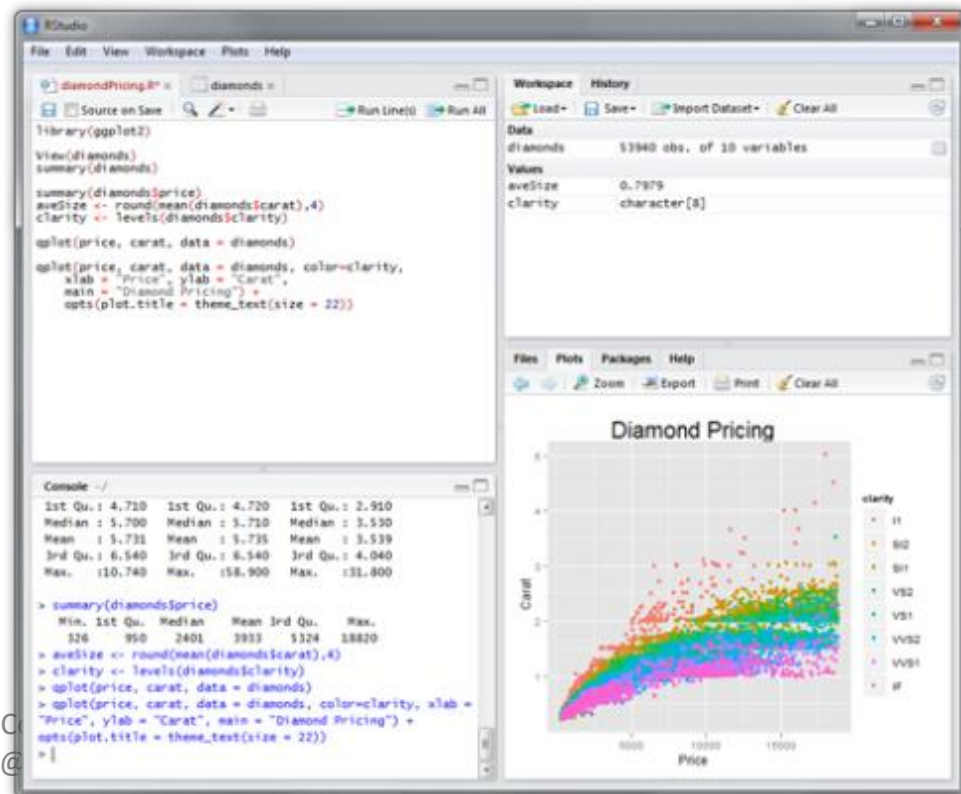 RStudio
File Edit View Workspace Plots Help
diamondPricing.R* × diamonds ×
Source on Save Run Line(s) Run All
library(ggplot2)
View(diamonds)
summary(diamonds)
summary(diamonds$price)
aveSize <- round(mean(diamonds$carat),4)
clarity <- levels(diamonds$clarity)
qplot(price, carat, data = diamonds)
qplot(price, carat, data = diamonds, color=clarity,
xlab = "Price", ylab = "Carat",
main = "Diamond Pricing") +
opts(plot.title = theme_text(size = 22))
Console ~/
1st Qu.: 4.710 1st Qu.: 4.720 1st Qu.: 2.910
Median : 5.700 Median : 5.710 Median : 3.530
Mean : 5.731 Mean : 5.735 Mean : 3.539
3rd Qu.: 6.540 3rd Qu.: 6.540 3rd Qu.: 4.040
Max. :10.740 Max. :58.900 Max. :31.800
> summary(diamonds$price)
Min. 1st Qu. Median Mean 3rd Qu. Max.
326 950 2401 3933 5324 18820
> aveSize <- round(mean(diamonds$carat),4)
> clarity <- levels(diamonds$clarity)
> qplot(price, carat, data = diamonds)
> qplot(price, carat, data = diamonds, color=clarity, xlab =
"Price", ylab = "Carat", main = "Diamond Pricing") +
opts(plot.title = theme_text(size = 22))
>
Workspace History
Load Save Import Dataset Clear All
Data
diamonds 53940 obs. of 10 variables
Values
aveSize 0.7979
clarity character[8]
Files Plots Packages Help
Zoom Export Print Clear All
Diamond Pricing
5
4
3
2
1
Carat
5000 10000 15000
Price
clarity
I1
SI2
SI1
VS2
VS1
VVS2
VVS1
IF
@